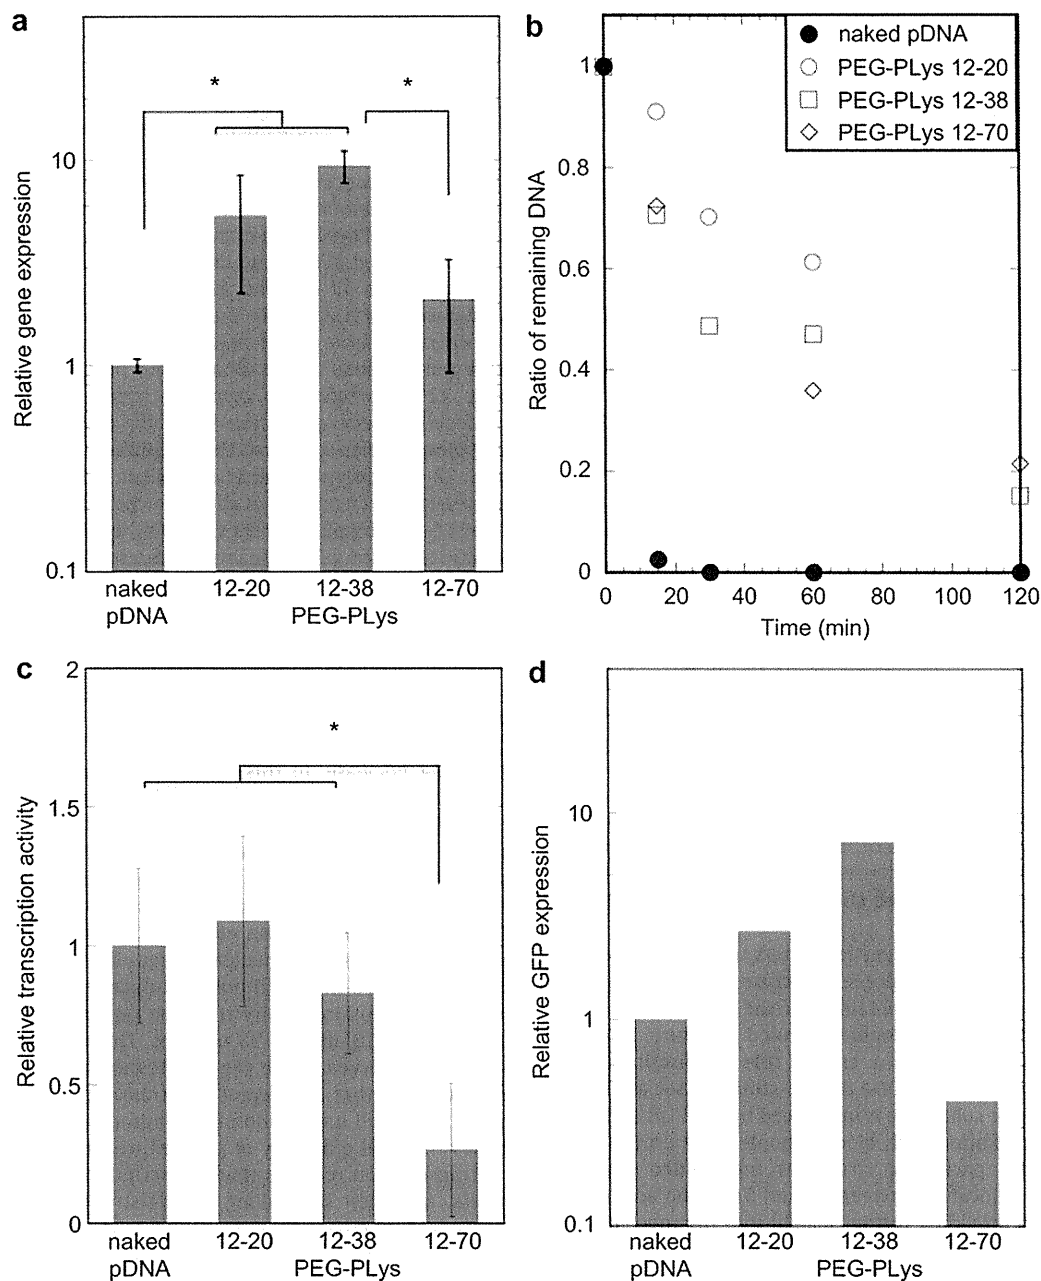 a
*
*
10
1
0.1
Relative gene expression
naked
pDNA
12-20
12-38
12-70
PEG-PLys
b
naked pDNA
PEG-PLys 12-20
PEG-PLys 12-38
PEG-PLys 12-70
1
0.8
0.6
0.4
0.2
0
Ratio of remaining DNA
0
20
40
60
80
100
120
Time (min)
c
*
2
1.5
1
0.5
0
Relative transcription activity
naked
pDNA
12-20
12-38
12-70
PEG-PLys
d
10
1
0.1
Relative GFP expression
naked
pDNA
12-20
12-38
12-70
PEG-PLys